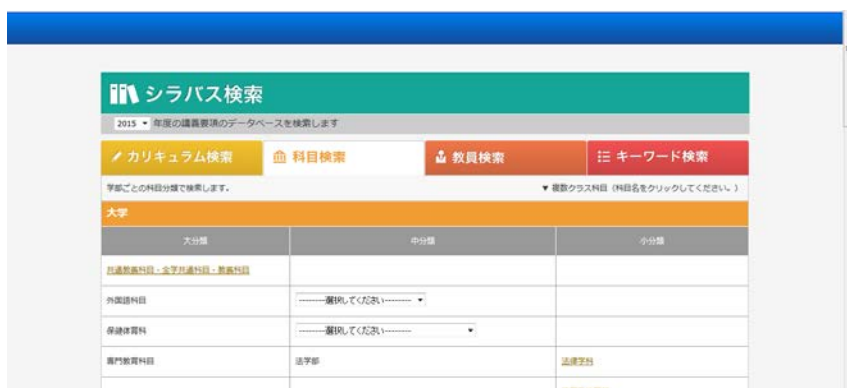 シラバス検索
2015 年度の講義要項のデータベースを検索します
カリキュラム検索 科目検索 教員検索 キーワード検索
学部ごとの科目分類で検索します。 ▼ 複数クラス科目（科目名をクリックしてください。）
大学
大分類 中分類 小分類
共通教養科目・全学共通科目・教養科目
外国語科目 --------選択してください--------
保健体育科 --------選択してください--------
専門教育科目 法学部 法律学科